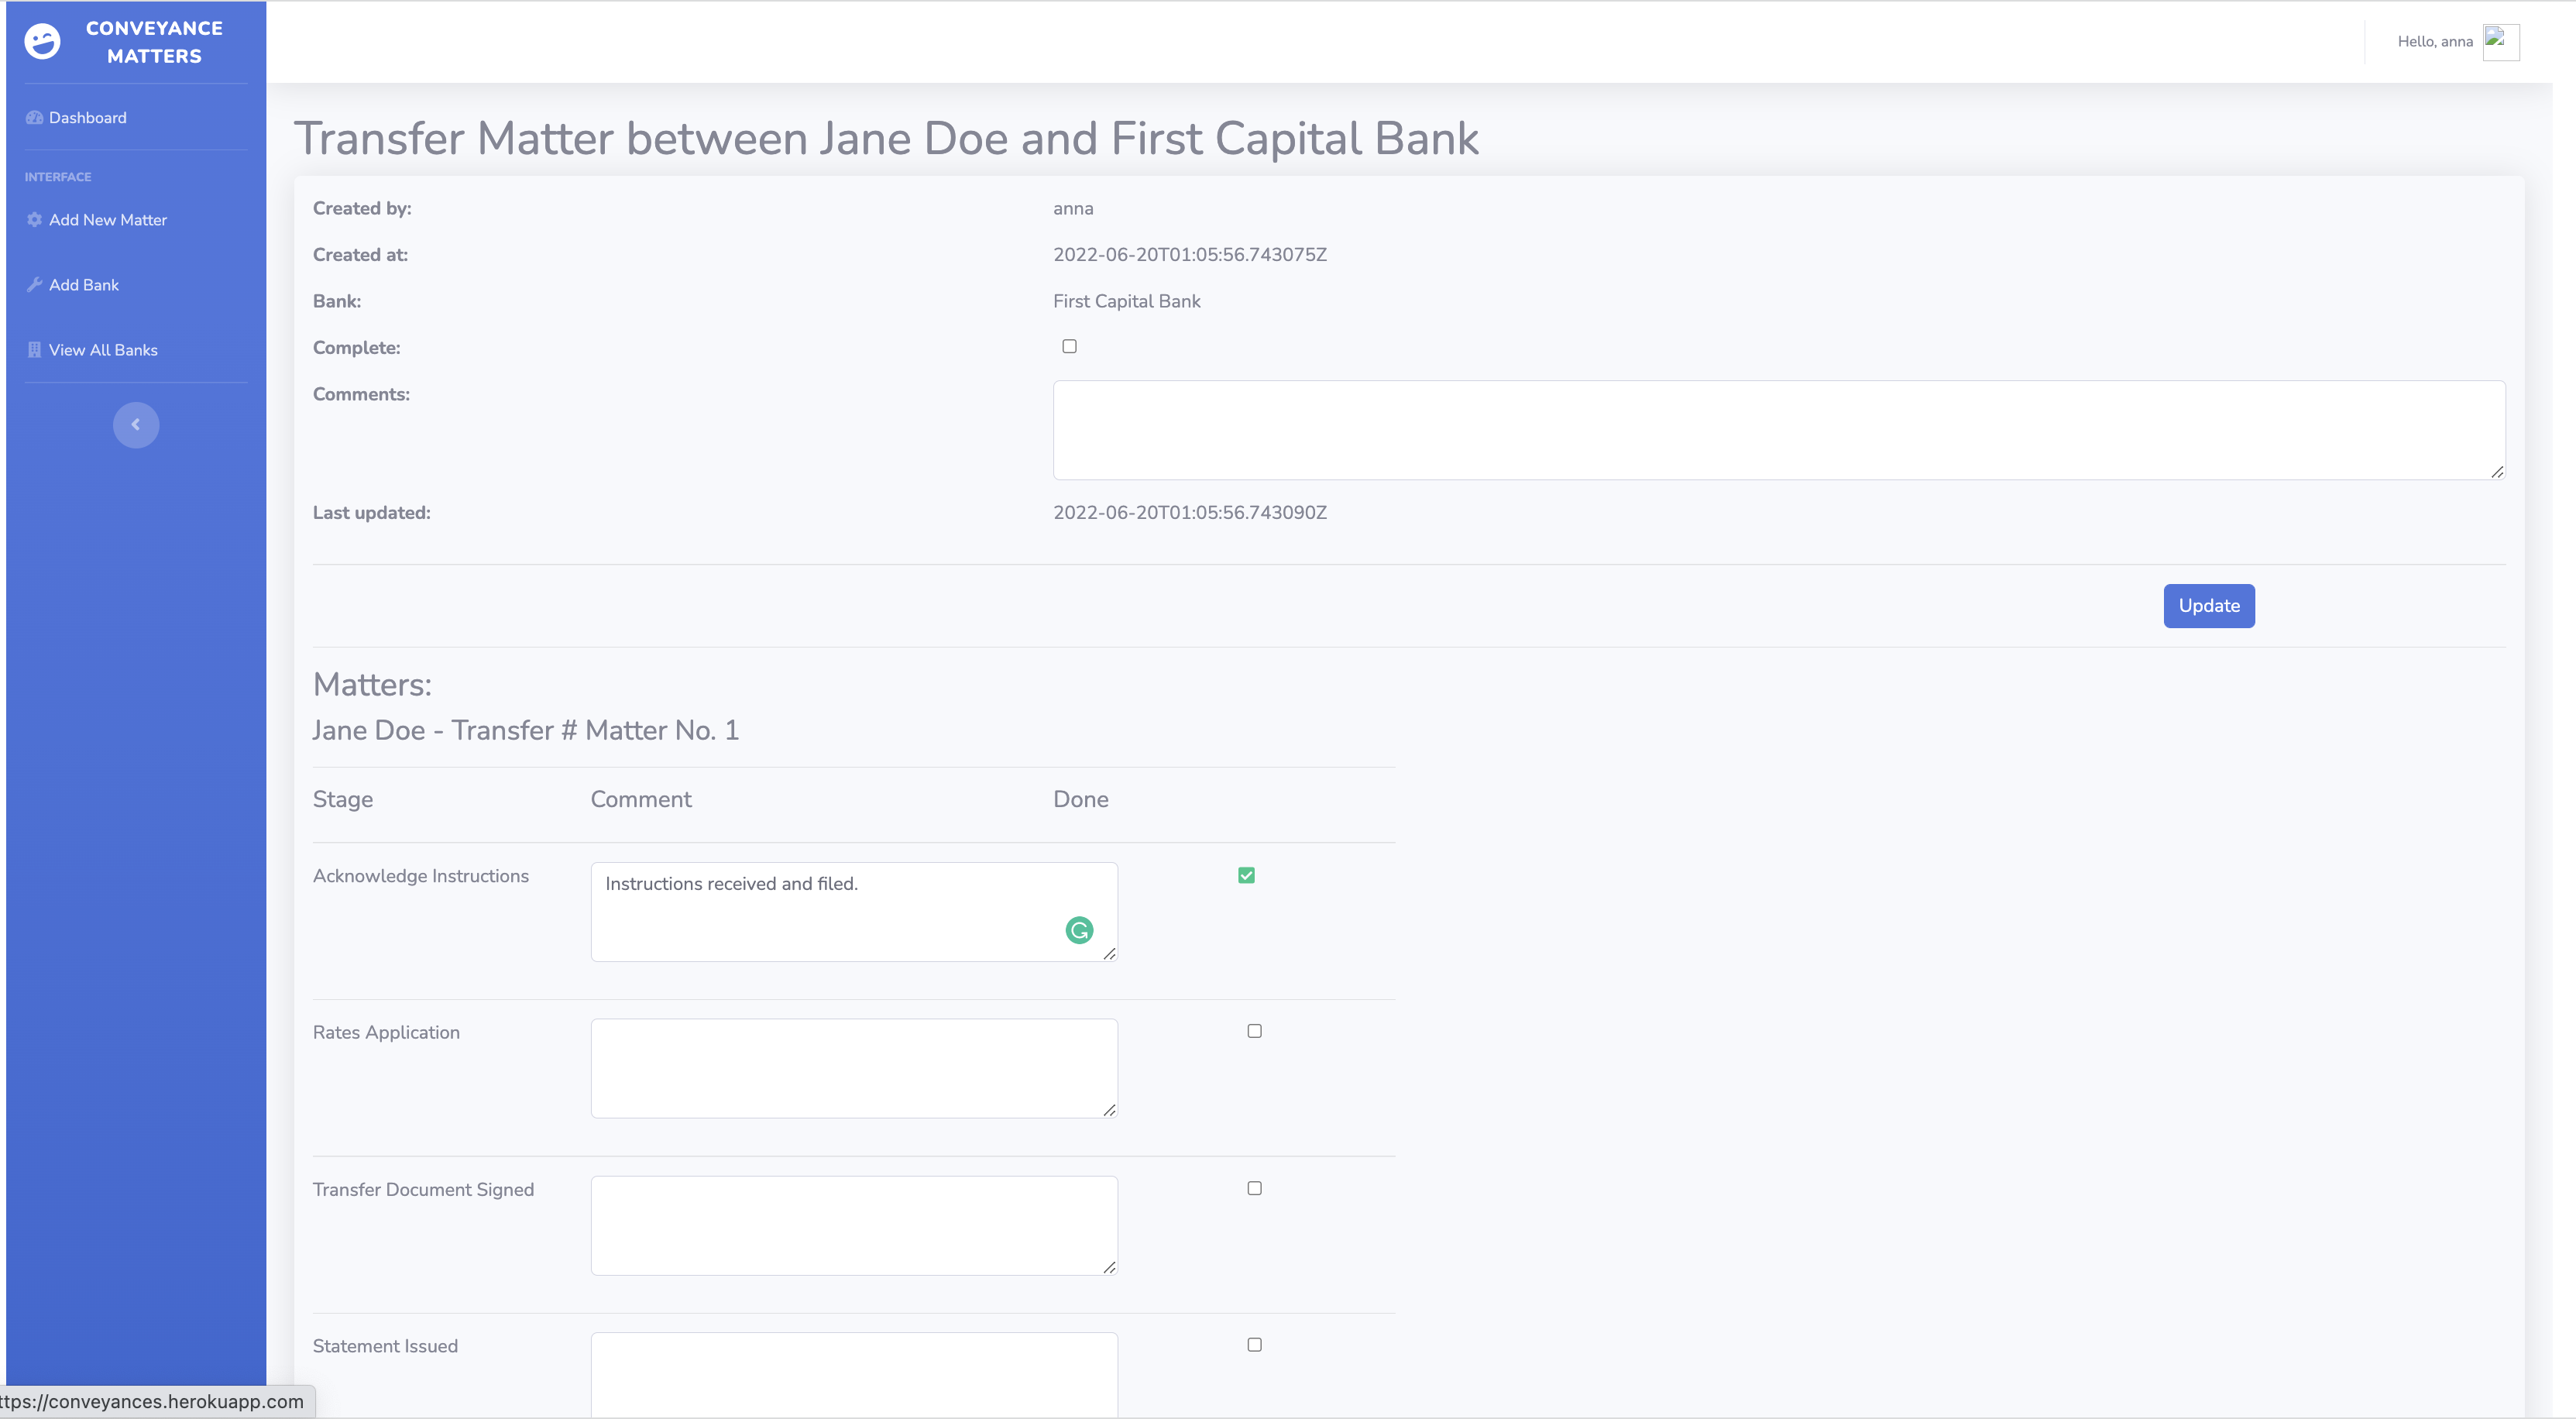 CONVEYANCE
MATTERS
Hello, anna
Dashboard
INTERFACE
Add New Matter
Add Bank
View All Banks
Transfer Matter between Jane Doe and First Capital Bank
Created by: anna
Created at: 2022-06-20T01:05:56.743075Z
Bank: First Capital Bank
Complete:
Comments:
Last updated: 2022-06-20T01:05:56.743090Z
Update
Matters:
Jane Doe - Transfer # Matter No. 1
Stage Comment Done
Acknowledge Instructions Instructions received and filed.
Rates Application
Transfer Document Signed
Statement Issued
ttps://conveyances.herokuapp.com